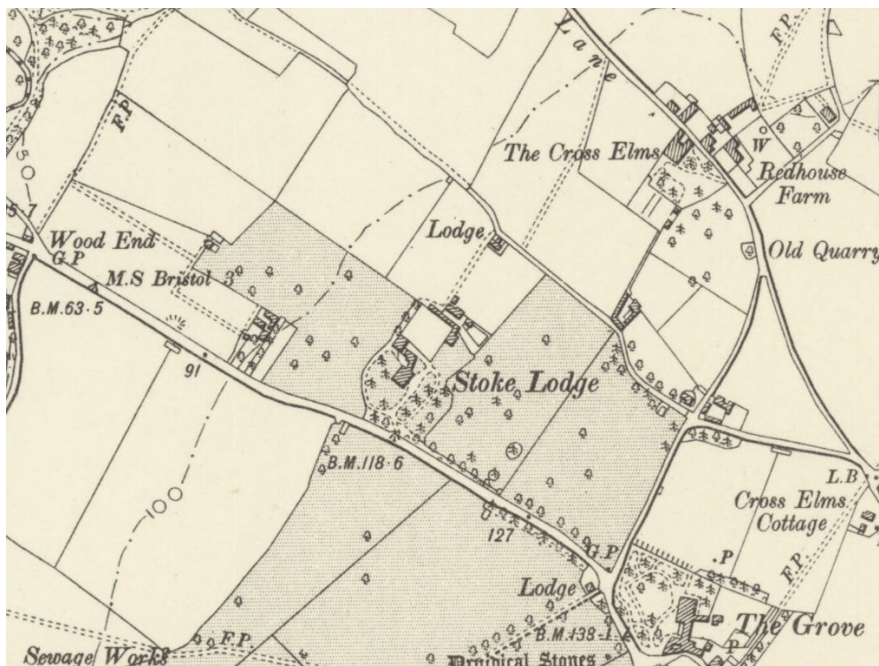 Lane
F.P.
F.P.
50
The Cross Elms
W
Redhouse
Farm
Lodge
Old Quarry
Wood End
G.P
M.S Bristol 3
B.M.63·5
91
Stoke Lodge
B.M.118·6
100
127
L.B
Cross Elms
Cottage
G.P
P
F.P.
Lodge
B.M.138·1
The Grove
P
F.P.
Sewage Works
Druidical Stones